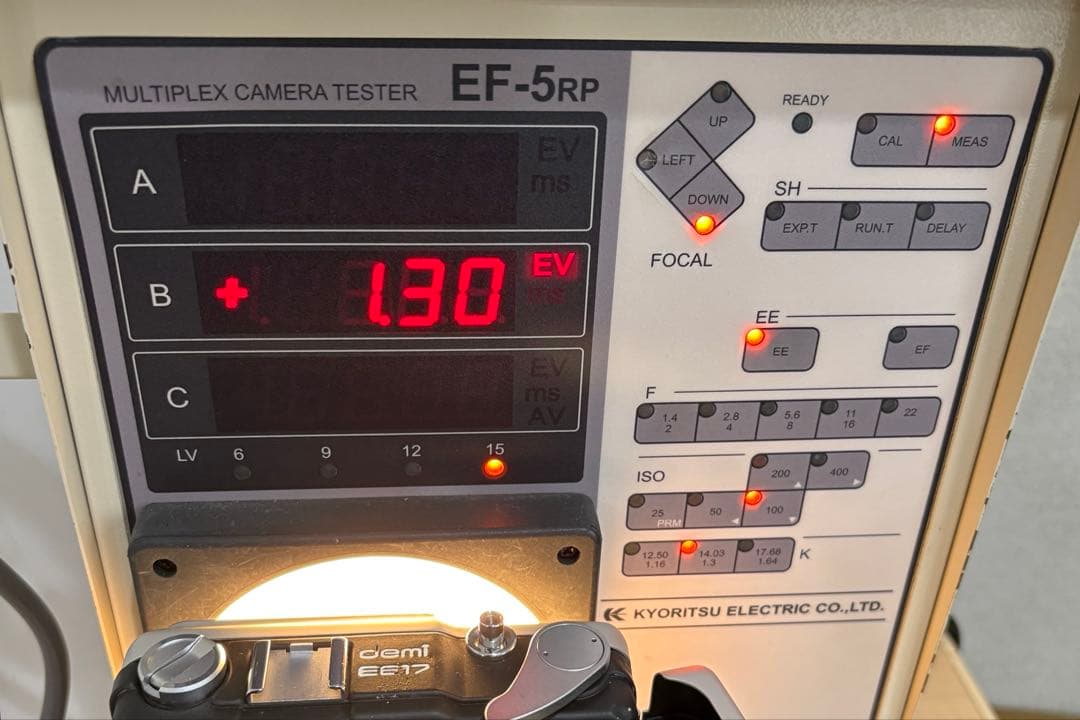 MULTIPLEX CAMERA TESTER EF-5RP
A EV
ms
B + 1.30 EV
ms
C EV
ms
AV
LV 6 9 12 15
UP
LEFT
DOWN
FOCAL
READY
CAL MEAS
SH
EXP.T RUN.T DELAY
EE
EE EF
F
1.4 2.8 5.6 11 22
2 4 8 16
ISO
200 400
25 50 100
PRM
12.50 14.03 17.68 K
1.16 1.3 1.64
KYORITSU ELECTRIC CO.,LTD.
demi
EE17